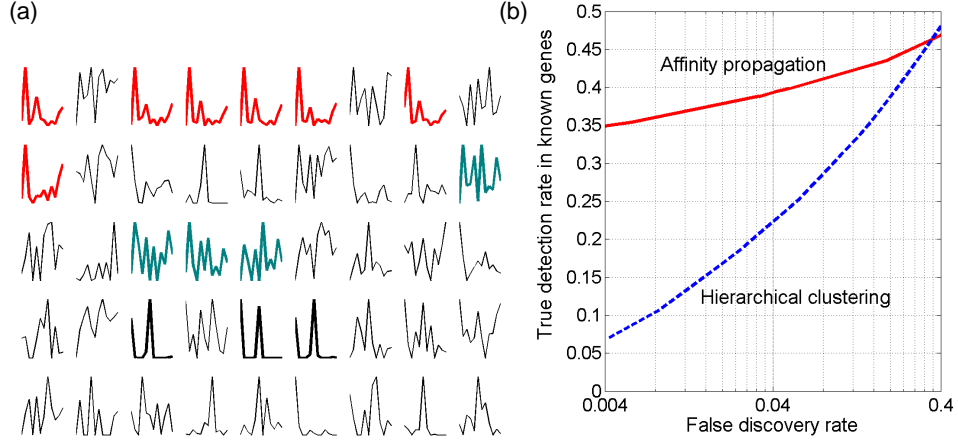 (a)
(b)
True detection rate in known genes
0.5
0.45
0.4
0.35
0.3
0.25
0.2
0.15
0.1
0.05
0
Affinity propagation
Hierarchical clustering
0.004
0.04
0.4
False discovery rate